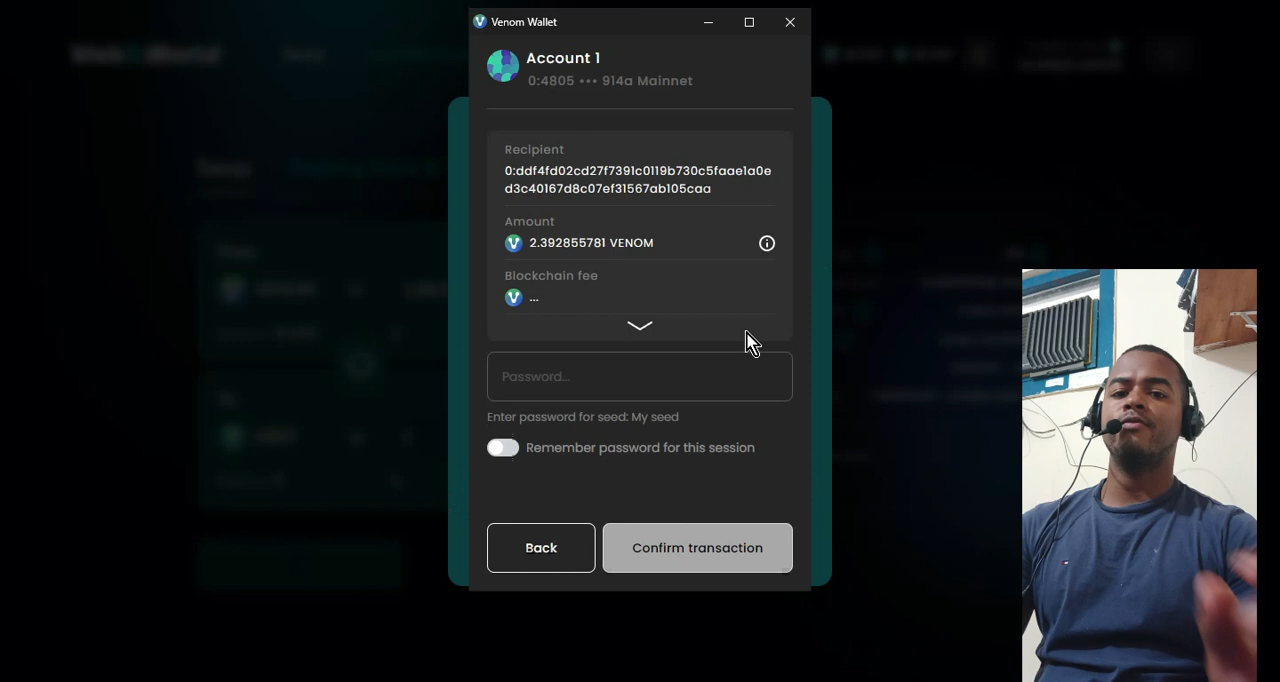 Venom Wallet
Account 1
0:4805 ••• 914a Mainnet
Recipient
0:ddf4fd02cd27f7391c0119b730c5faae1a0e
d3c40167d8c07ef31567ab105caa
Amount
2.392855781 VENOM
Blockchain fee
...
Password...
Enter password for seed: My seed
Remember password for this session
Back
Confirm transaction